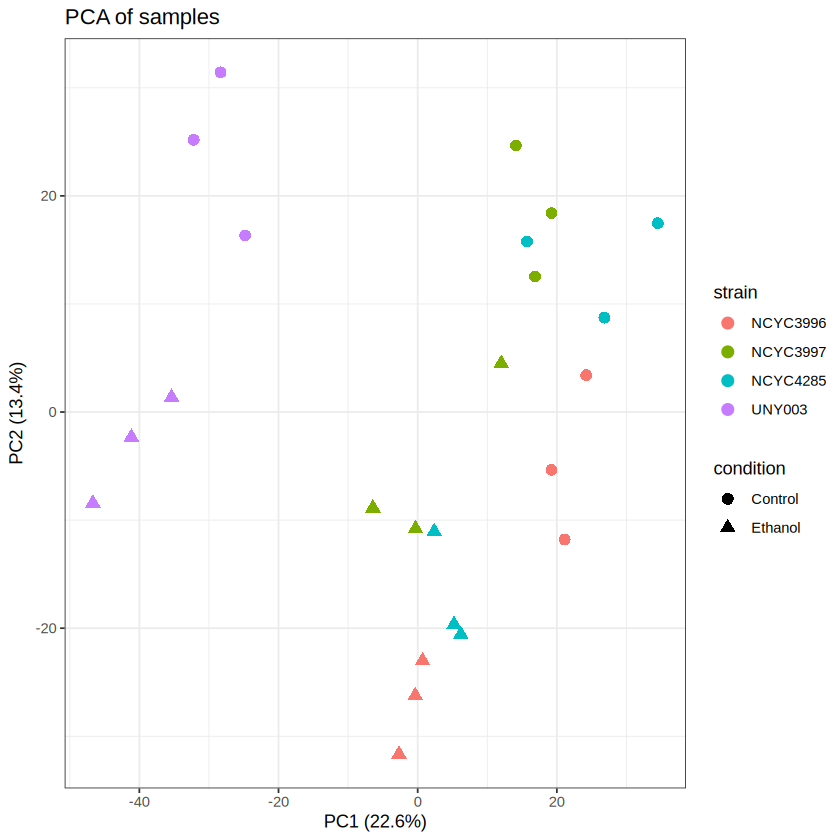 PCA of samples
20
0
-20
-40
-20
0
20
PC1 (22.6%)
PC2 (13.4%)
strain
NCYC3996
NCYC3997
NCYC4285
UNY003
condition
Control
Ethanol